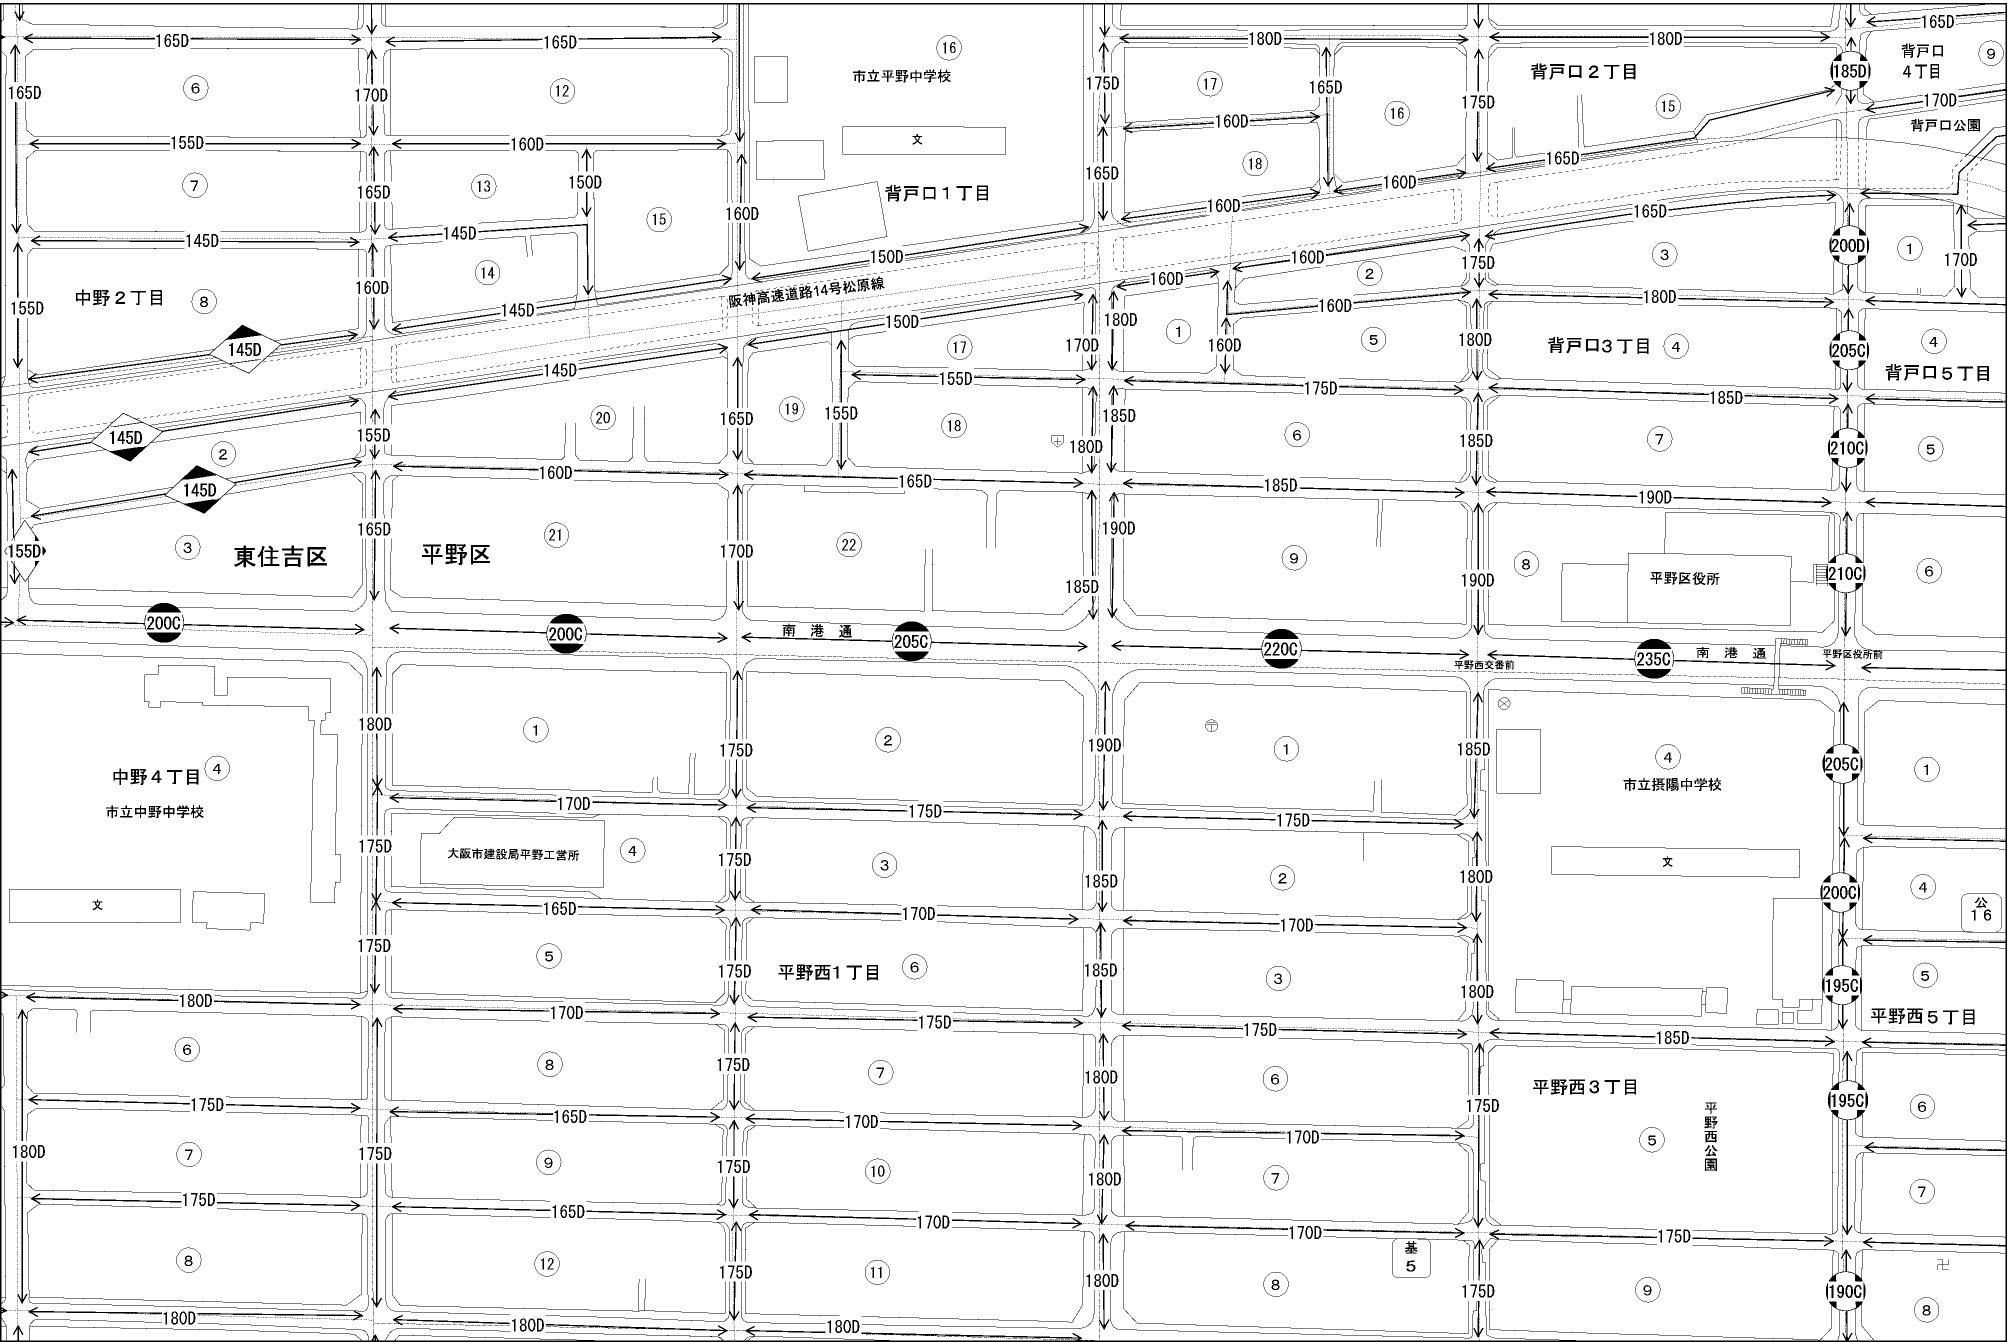 165D
165D
180D
180D
165D
⑯
市立平野中学校
背戸口2丁目
背戸口
4丁目
⑨
185D
165D
⑥
170D
⑫
175D
⑰
165D
⑯
175D
⑮
170D
背戸口公園
155D
160D
文
160D
165D
⑦
165D
⑬
150D
⑮
160D
背戸口1丁目
165D
⑱
160D
160D
165D
145D
145D
150D
160D
175D
③
200D
①
170D
中野2丁目
⑧
155D
160D
⑭
145D
阪神高速道路14号松原線
160D
②
160D
180D
145D
150D
⑰
170D
180D
①
160D
⑤
180D
背戸口3丁目
④
205C
④
背戸口5丁目
145D
155D
175D
185D
145D
②
155D
⑳
165D
⑲
155D
⑱
180D
185D
⑥
185D
⑦
210C
⑤
145D
160D
165D
185D
190D
155D
③
東住吉区
165D
平野区
㉑
170D
㉒
185D
190D
⑨
190D
⑧
平野区役所
210C
⑥
200C
200C
南港通
205C
220C
平野西交番前
235C
南港通
平野区役所前
180D
①
175D
②
190D
①
185D
④
市立摂陽中学校
205C
①
中野4丁目
④
市立中野中学校
170D
175D
175D
175D
大阪市建設局平野工営所
④
175D
③
185D
②
180D
文
200C
④
公
16
文
165D
170D
170D
175D
⑤
175D
平野西1丁目
⑥
185D
③
180D
195C
⑤
平野西5丁目
180D
170D
175D
175D
185D
⑥
⑧
175D
⑦
180D
⑥
175D
平野西3丁目
平野西公園
⑤
195C
⑥
175D
165D
170D
170D
180D
⑦
175D
⑨
175D
⑩
180D
⑦
⑦
175D
165D
170D
170D
175D
基
5
⑧
⑫
175D
⑪
180D
⑧
175D
⑨
190C
⑧
180D
180D
180D